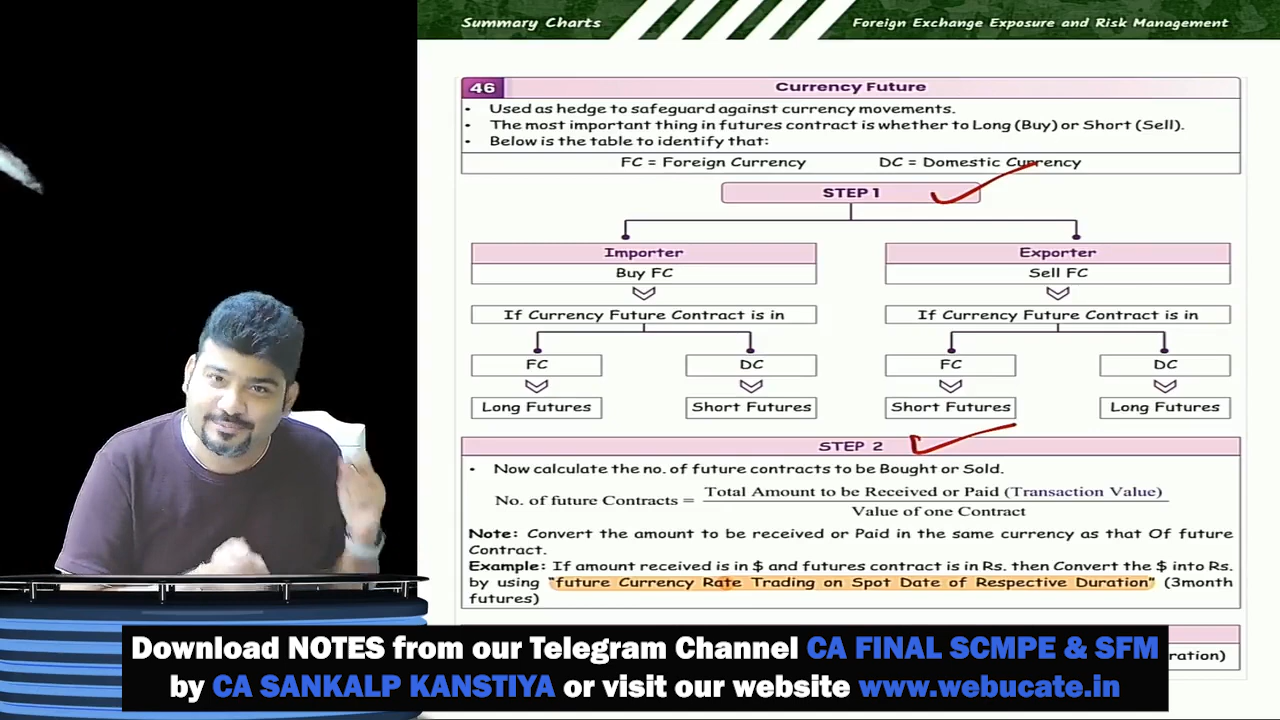 Summary Charts
Foreign Exchange Exposure and Risk Management
46
Currency Future
• Used as hedge to safeguard against currency movements.
• The most important thing in futures contract is whether to Long (Buy) or Short (Sell).
• Below is the table to identify that:
FC = Foreign Currency DC = Domestic Currency
STEP 1
Importer
Exporter
Buy FC
Sell FC
If Currency Future Contract is in
If Currency Future Contract is in
FC
DC
FC
DC
Long Futures
Short Futures
Short Futures
Long Futures
STEP 2
• Now calculate the no. of future contracts to be Bought or Sold.
No. of future Contracts = Total Amount to be Received or Paid (Transaction Value)
Value of one Contract
Note: Convert the amount to be received or Paid in the same currency as that Of future
Contract.
Example: If amount received is in $ and futures contract is in Rs. then Convert the $ into Rs.
by using "future Currency Rate Trading on Spot Date of Respective Duration" (3month
futures)
ration)
Download NOTES from our Telegram Channel CA FINAL SCMPE & SFM
by CA SANKALP KANSTIYA or visit our website www.webucate.in